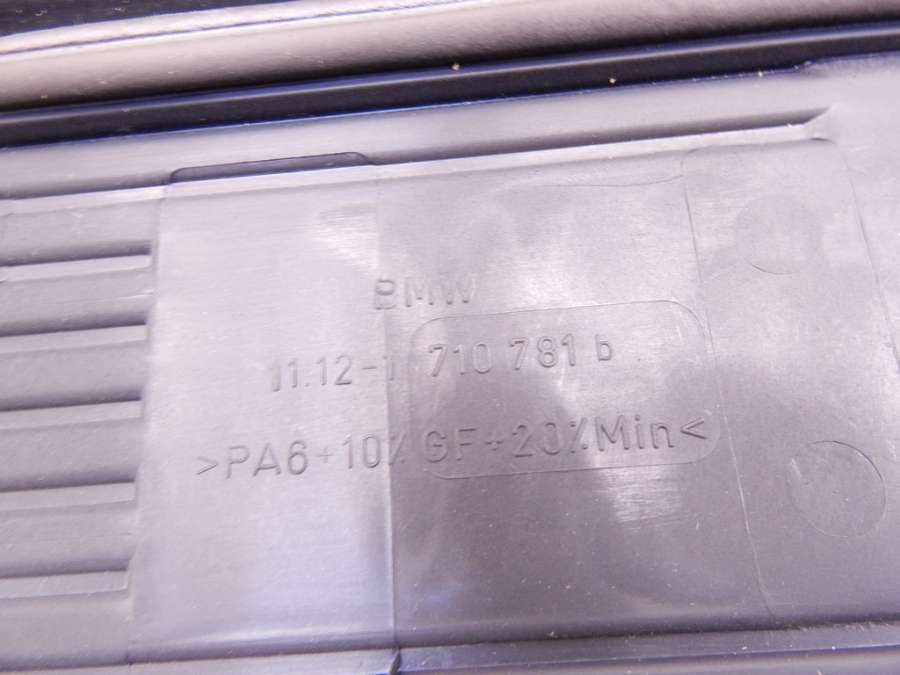 BMW
11.12-1 710 781 b
>PA6+10% GF+20%Min<